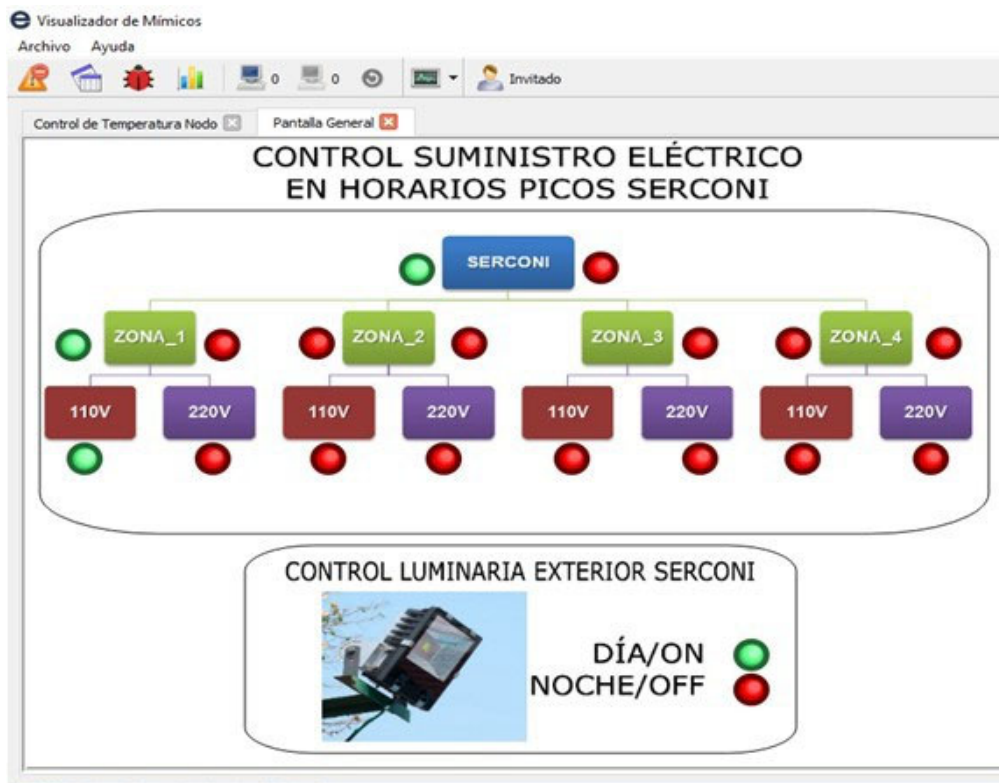 Visualizador de Mímicos
Archivo Ayuda
0 0 Invitado
Control de Temperatura Nodo Pantalla General
CONTROL SUMINISTRO ELÉCTRICO
EN HORARIOS PICOS SERCONI
SERCONI
ZONA_1 ZONA_2 ZONA_3 ZONA_4
110V 220V 110V 220V 110V 220V 110V 220V
CONTROL LUMINARIA EXTERIOR SERCONI
DÍA/ON
NOCHE/OFF